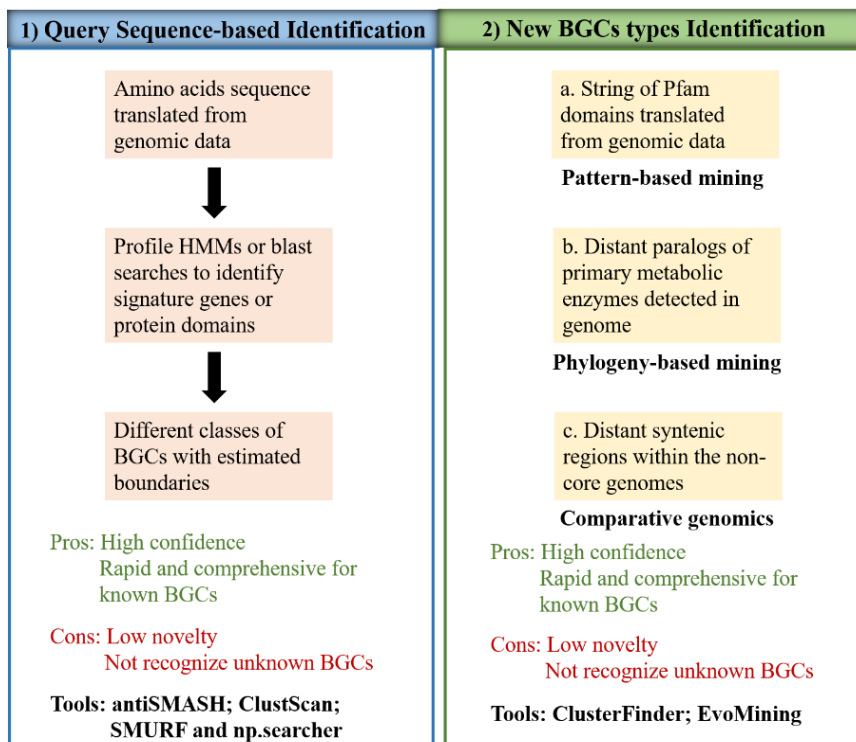 1) Query Sequence-based Identification
Amino acids sequence
translated from
genomic data
Profile HMMs or blast
searches to identify
signature genes or
protein domains
Different classes of
BGCs with estimated
boundaries
Pros: High confidence
Rapid and comprehensive for
known BGCs
Cons: Low novelty
Not recognize unknown BGCs
Tools: antiSMASH; ClustScan;
SMURF and np.searcher
2) New BGCs types Identification
a. String of Pfam
domains translated
from genomic data
Pattern-based mining
b. Distant paralogs of
primary metabolic
enzymes detected in
genome
Phylogeny-based mining
c. Distant syntenic
regions within the non-
core genomes
Comparative genomics
Pros: High confidence
Rapid and comprehensive for
known BGCs
Cons: Low novelty
Not recognize unknown BGCs
Tools: ClusterFinder; EvoMining